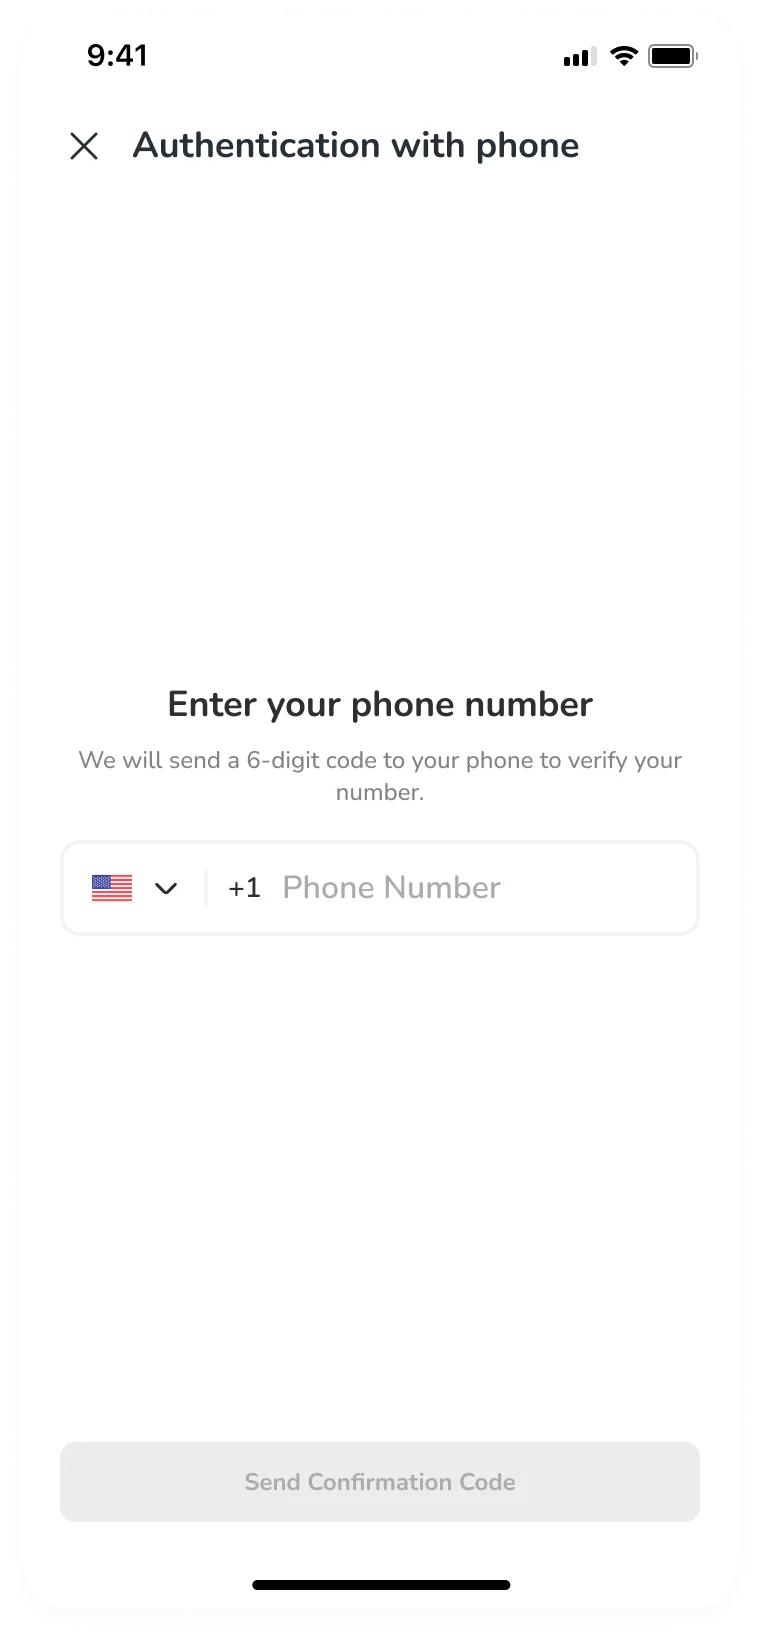 9:41
Authentication with phone
Enter your phone number
We will send a 6-digit code to your phone to verify your
number.
+1 Phone Number
Send Confirmation Code